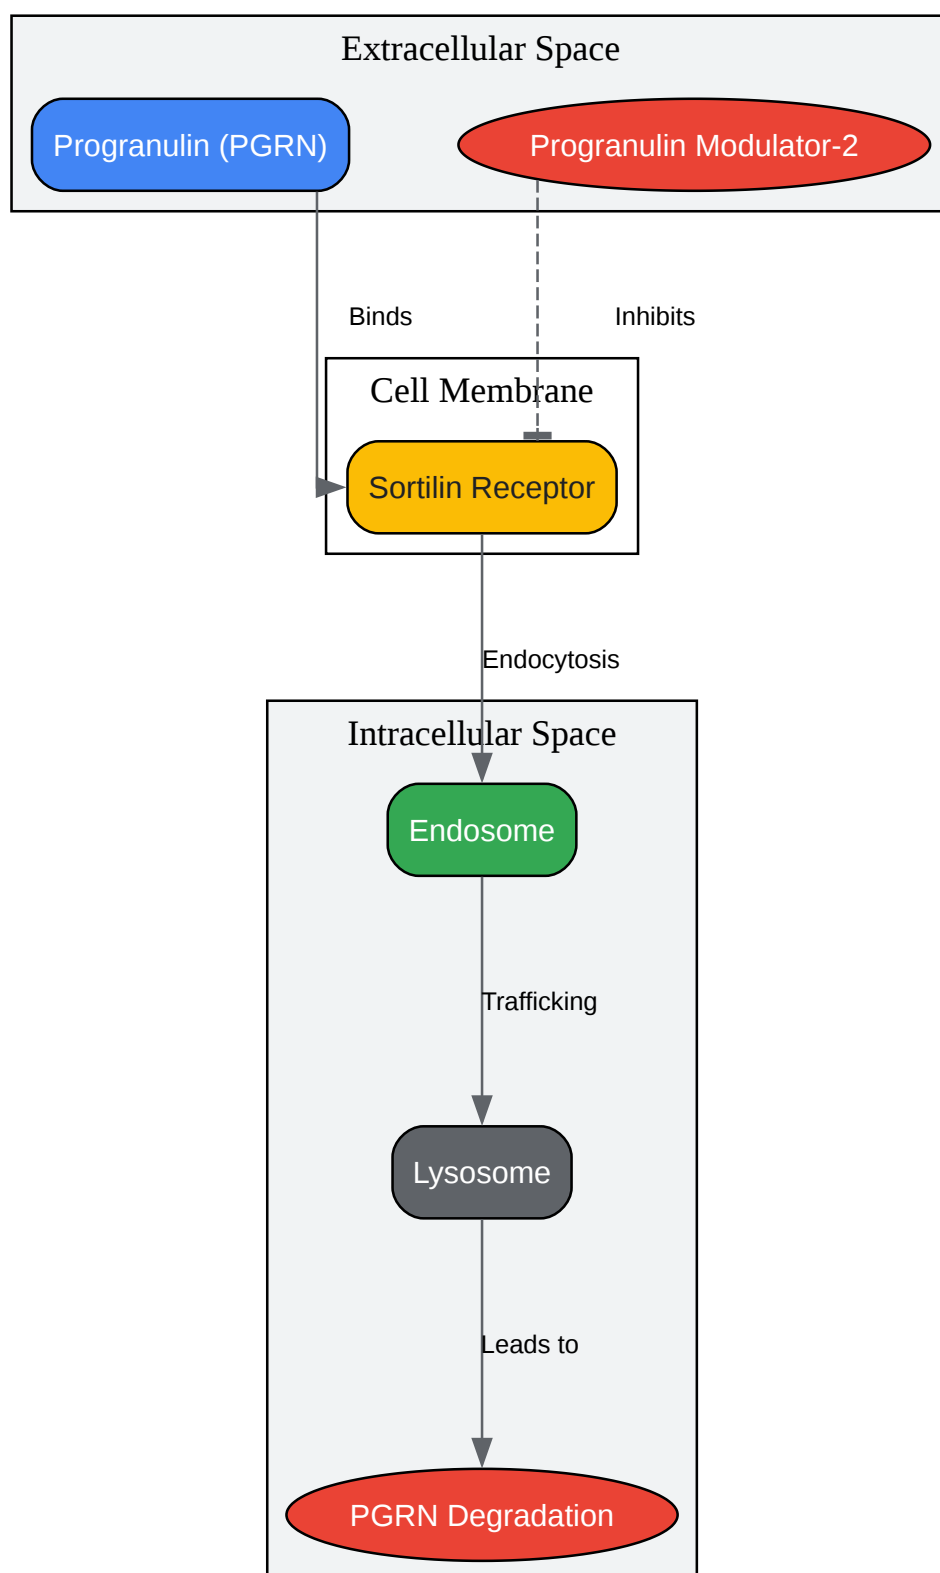 Extracellular Space
Progranulin (PGRN)
Progranulin Modulator-2
Binds
Inhibits
Cell Membrane
Sortilin Receptor
Endocytosis
Intracellular Space
Endosome
Trafficking
Lysosome
Leads to
PGRN Degradation